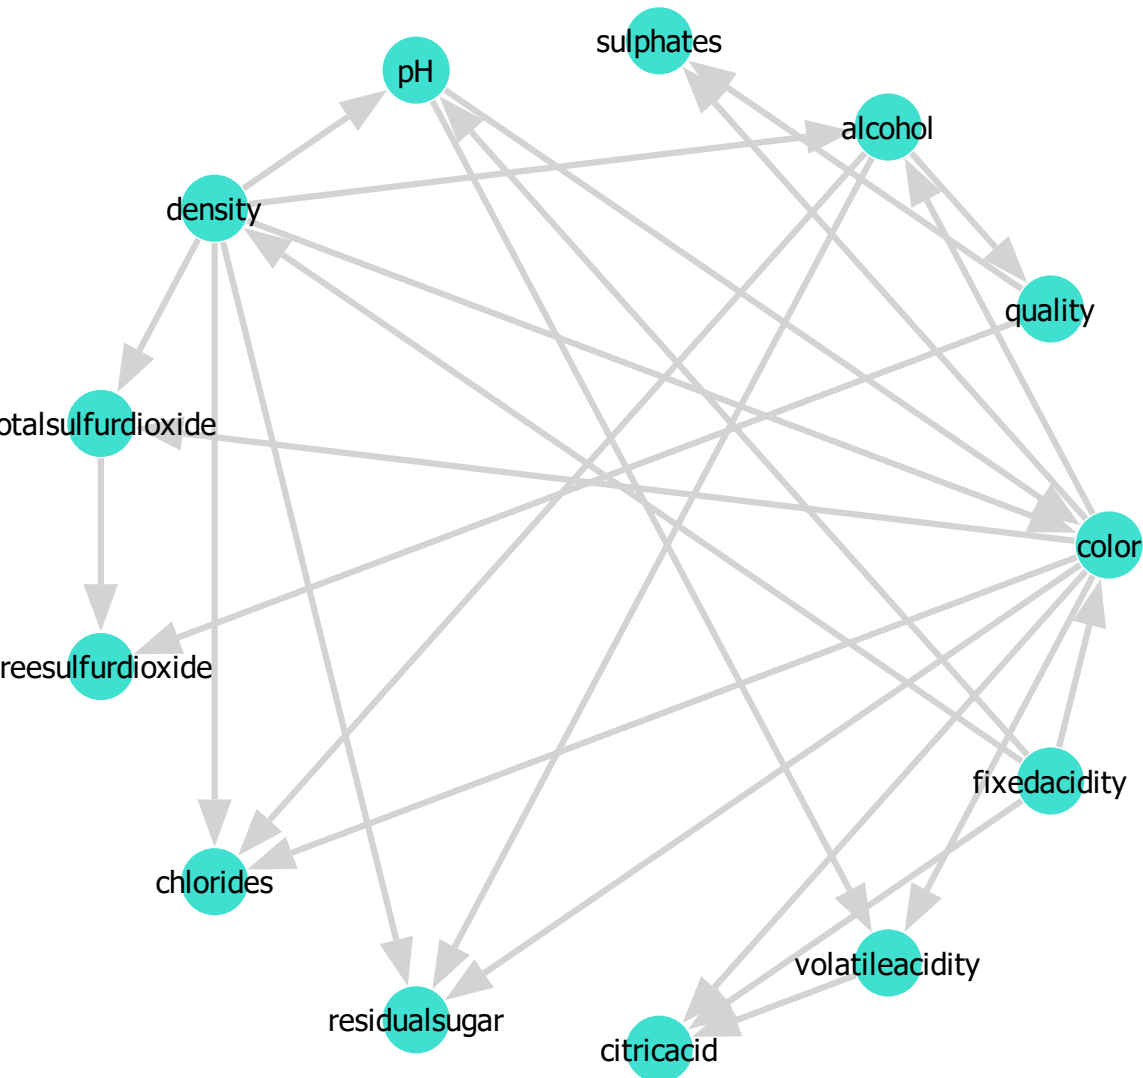 sulphates
pH
alcohol
density
quality
otalsulfurdioxide
color
reesulfurdioxide
fixedacidity
chlorides
volatileacidity
residualsugar
citricacid